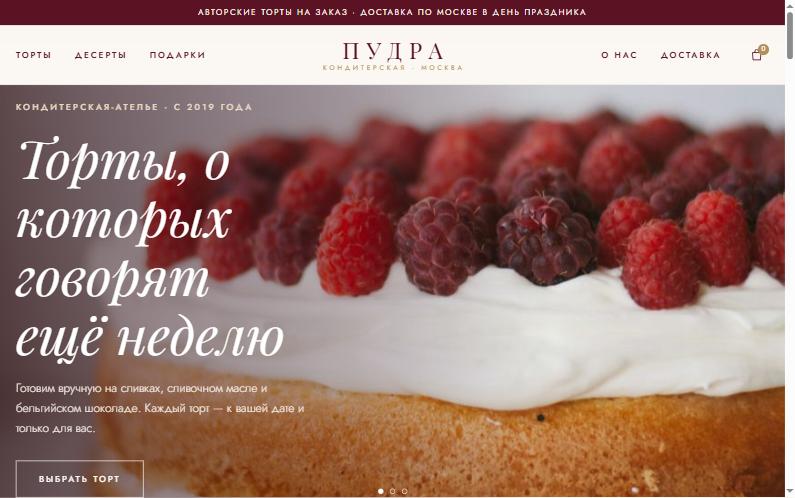 АВТОРСКИЕ ТОРТЫ НА ЗАКАЗ · ДОСТАВКА ПО МОСКВЕ В ДЕНЬ ПРАЗДНИКА
ТОРТЫ ДЕСЕРТЫ ПОДАРКИ
ПУДРА
КОНДИТЕРСКАЯ · МОСКВА
О НАС ДОСТАВКА 0
КОНДИТЕРСКАЯ-АТЕЛЬЕ · С 2019 ГОДА
Торты, о
которых
говорят
ещё неделю
Готовим вручную на сливках, сливочном масле и
бельгийском шоколаде. Каждый торт — к вашей дате и
только для вас.
ВЫБРАТЬ ТОРТ